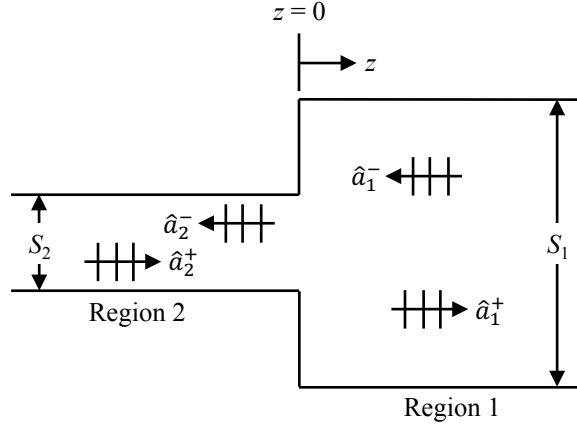 z = 0
z
â₁⁻
S₂
â₂⁻
S₁
â₂⁺
Region 2
â₁⁺
Region 1